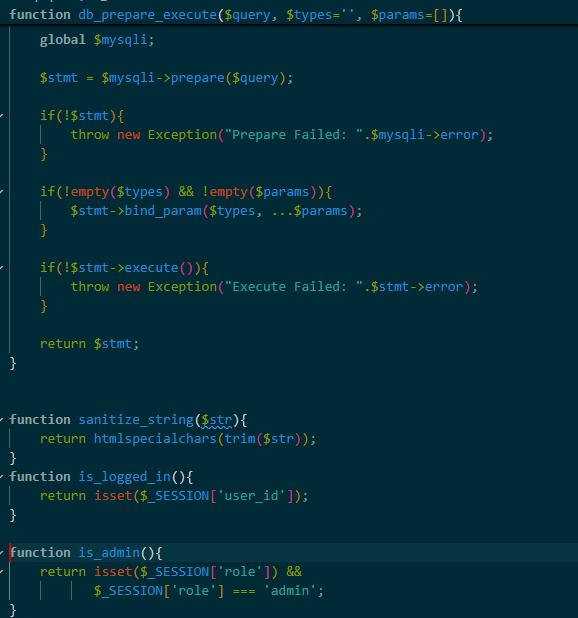 function db_prepare_execute($query, $types='', $params=[]){
global $mysqli;
$stmt = $mysqli->prepare($query);
if(!$stmt){
throw new Exception("Prepare Failed: ".$mysqli->error);
}
if(!empty($types) && !empty($params)){
$stmt->bind_param($types, ...$params);
}
if(!$stmt->execute()){
throw new Exception("Execute Failed: ".$stmt->error);
}
return $stmt;
}
function sanitize_string($str){
return htmlspecialchars(trim($str));
}
function is_logged_in(){
return isset($_SESSION['user_id']);
}
function is_admin(){
return isset($_SESSION['role']) &&
$_SESSION['role'] === 'admin';
}